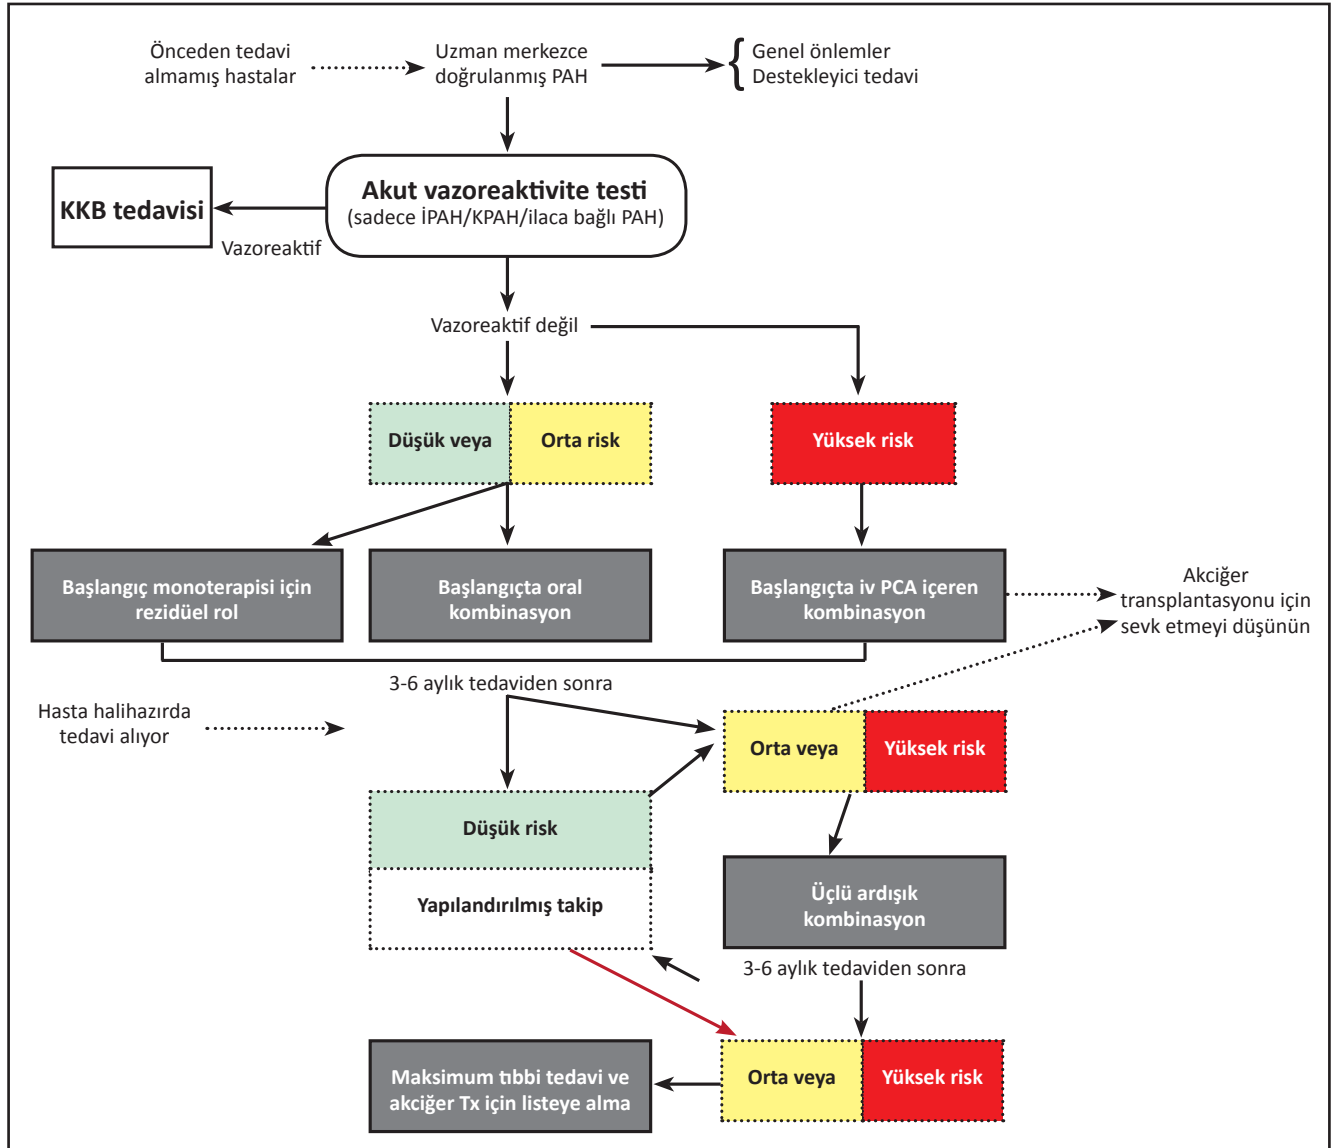 Önceden tedavi
almamış hastalar
Uzman merkezce
doğrulanmış PAH
Genel önlemler
Destekleyici tedavi
Akut vazoreaktivite testi
(sadece İPAH/KPAH/ilaca bağlı PAH)
KKB tedavisi
Vazoreaktif
Vazoreaktif değil
Düşük veya
Orta risk
Yüksek risk
Başlangıç monoterapisi için
rezidüel rol
Başlangıçta oral
kombinasyon
Başlangıçta iv PCA içeren
kombinasyon
Akciğer
transplantasyonu için
sevk etmeyi düşünün
3-6 aylık tedaviden sonra
Hasta halihazırda
tedavi alıyor
Orta veya
Yüksek risk
Düşük risk
Yapılandırılmış takip
Üçlü ardışık
kombinasyon
3-6 aylık tedaviden sonra
Maksimum tıbbi tedavi ve
akciğer Tx için listeye alma
Orta veya
Yüksek risk